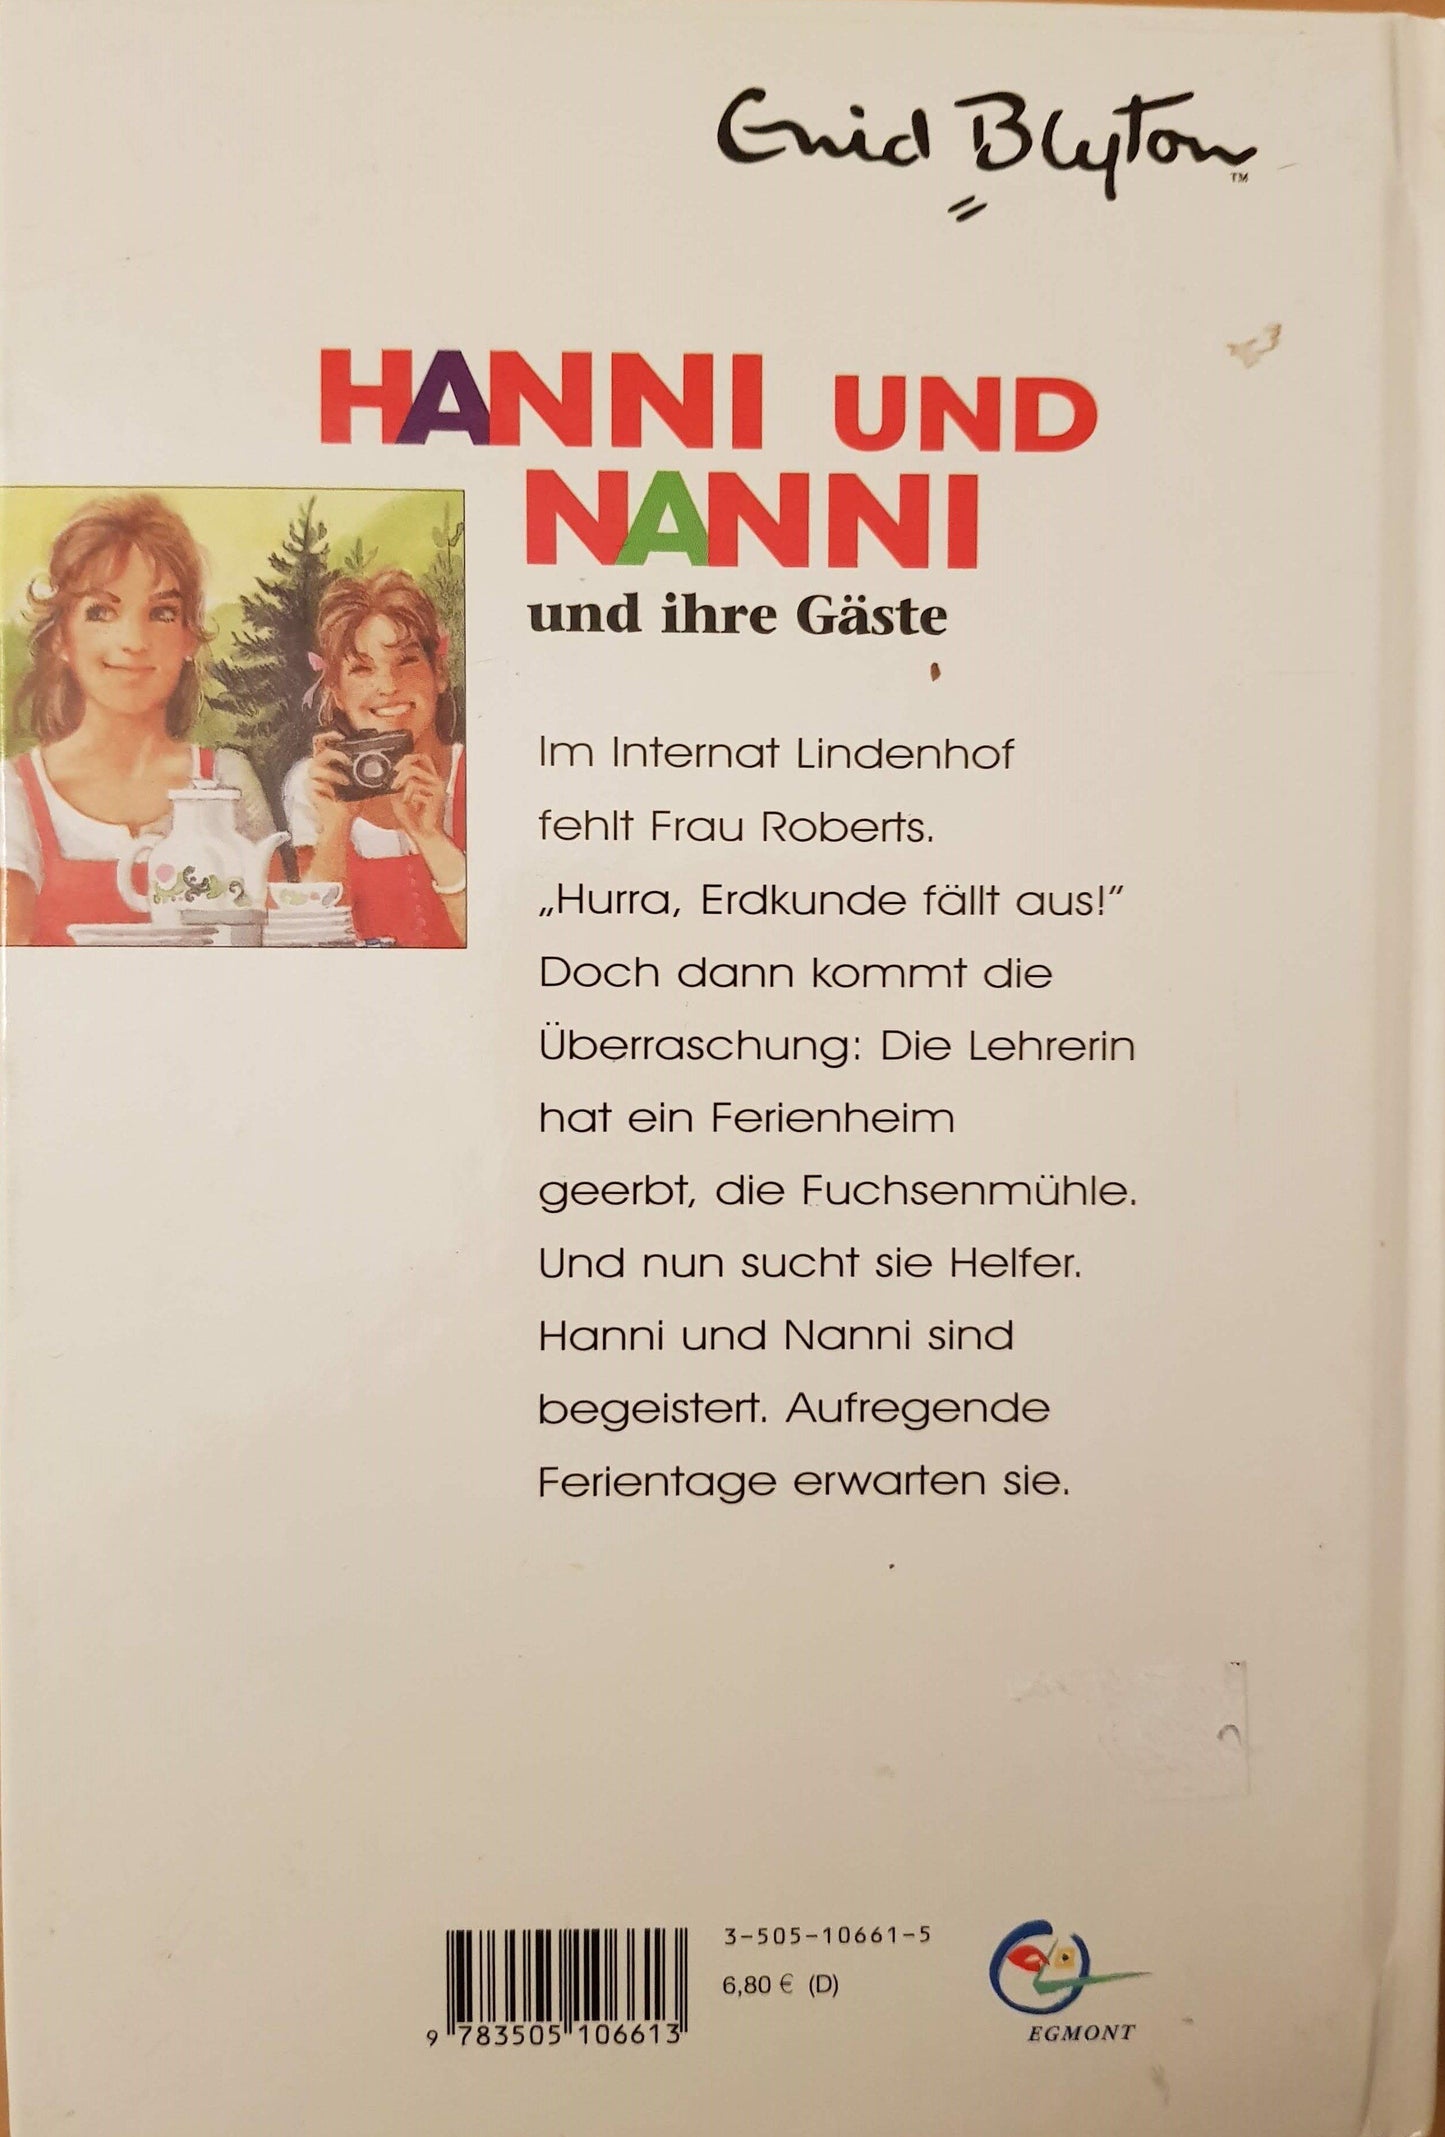 Enid Blyton
™
HANNI UND
NANNI
und ihre Gäste
Im Internat Lindenhof
fehlt Frau Roberts.
„Hurra, Erdkunde fällt aus!“
Doch dann kommt die
Überraschung: Die Lehrerin
hat ein Ferienheim
geerbt, die Fuchsenmühle.
Und nun sucht sie Helfer.
Hanni und Nanni sind
begeistert. Aufregende
Ferientage erwarten sie.
3-505-10661-5
6,80 € (D)
9 783505 106613
EGMONT